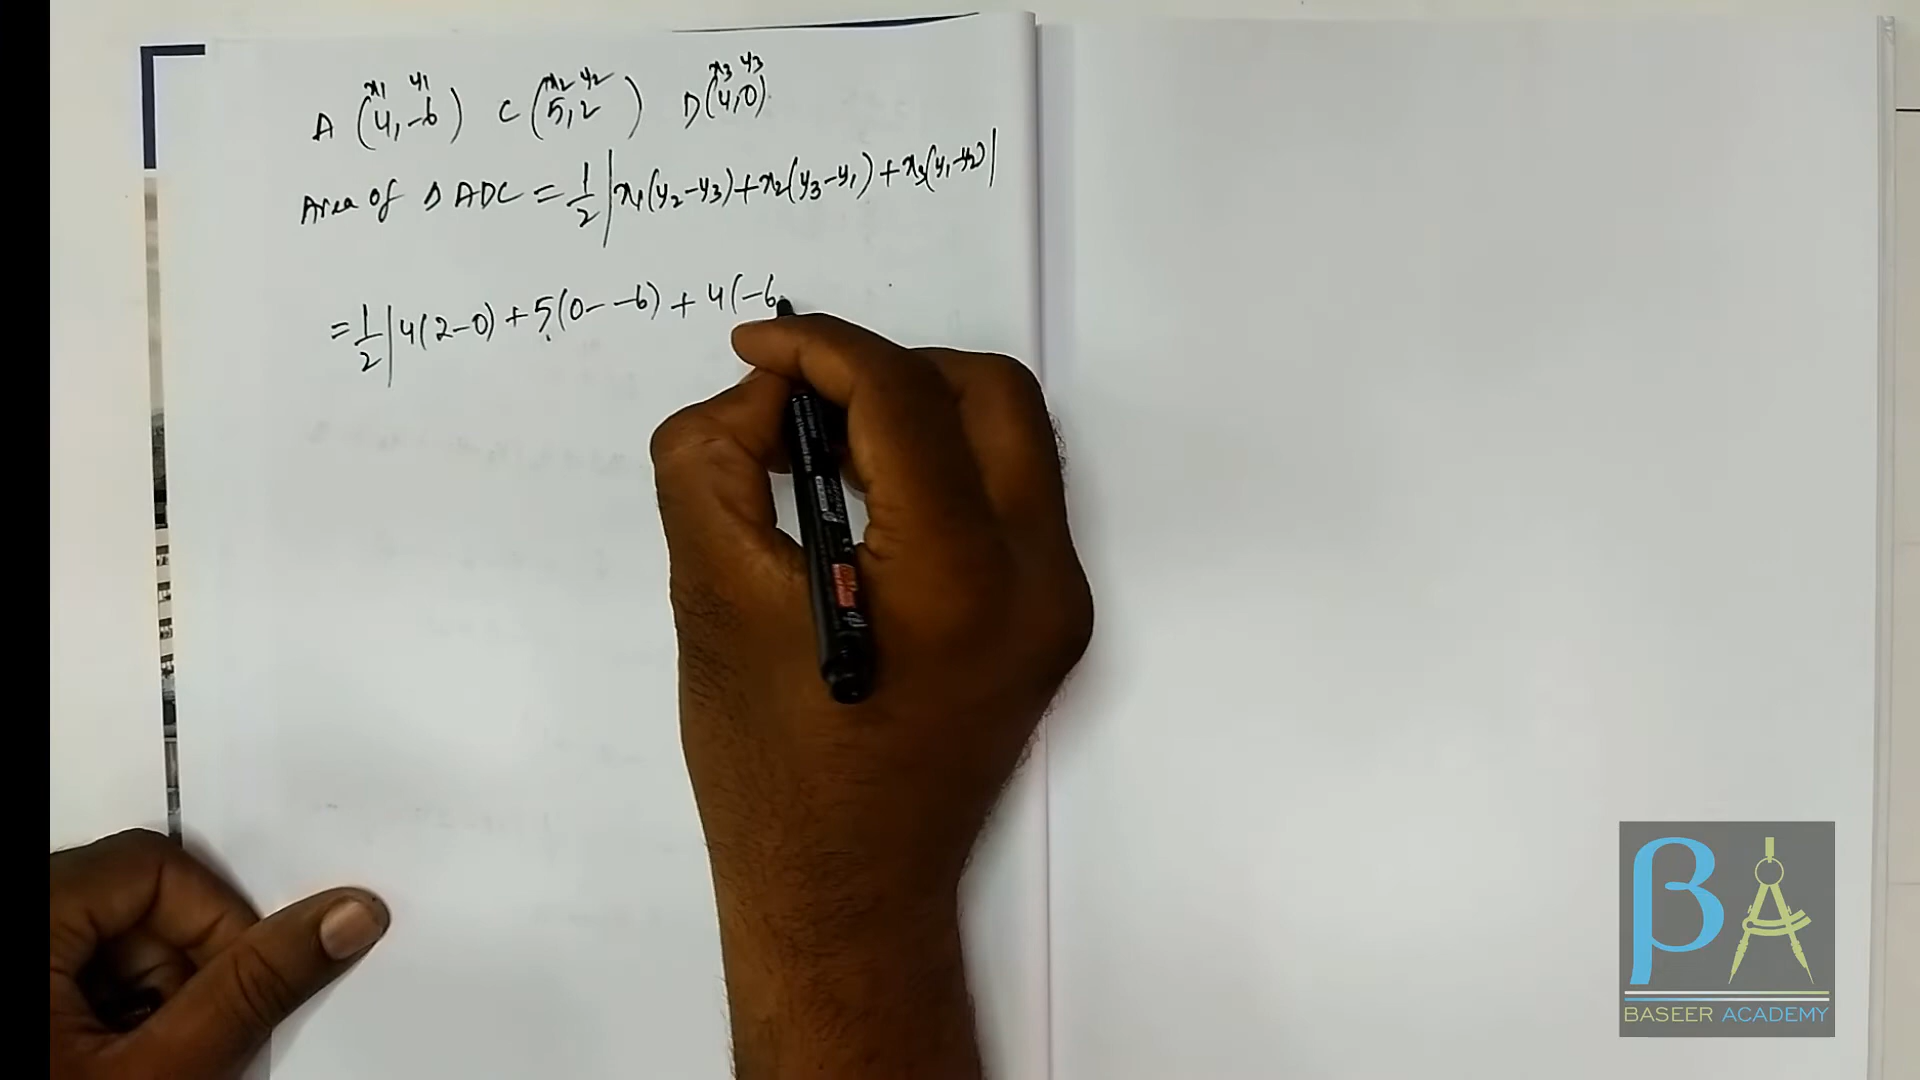 x1 y1 x2 y2 x3 y3
A (4, -6) C (5, 2) D (4, 0)
Area of Δ ADC = 1/2 | x1(y2-y3) + x2(y3-y1) + x3(y1-y2) |
= 1/2 | 4(2-0) + 5(0- -6) + 4(-6
BASEER ACADEMY